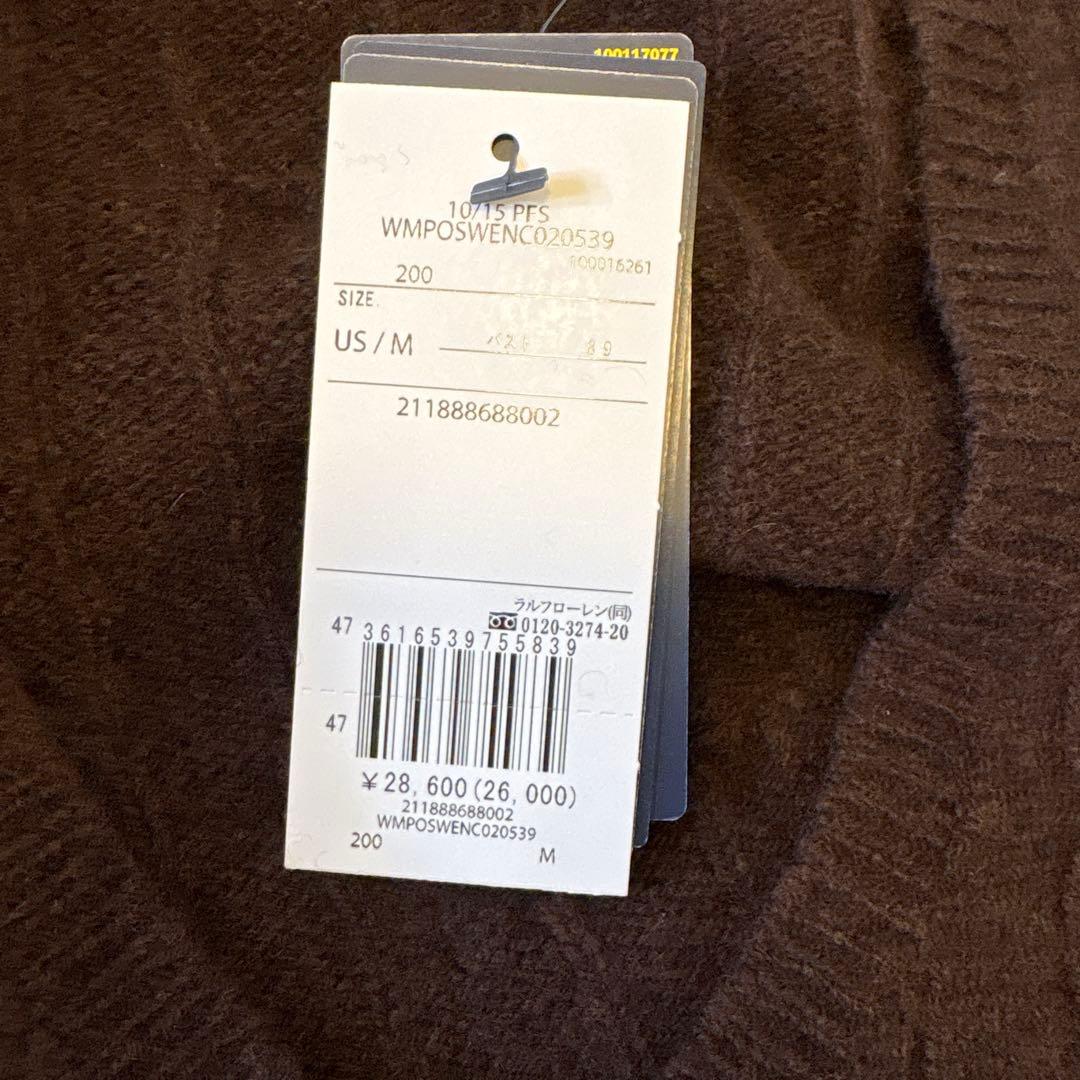 100117977
10/15 PFS
WMPOSWENC020539
100016261
200
SIZE.
US / M
バスト 89
211888688002
ラルフローレン(同)
0120-3274-20
47 3616539755839
47
¥28,600(26,000)
211888688002
WMPOSWENC020539
200 M